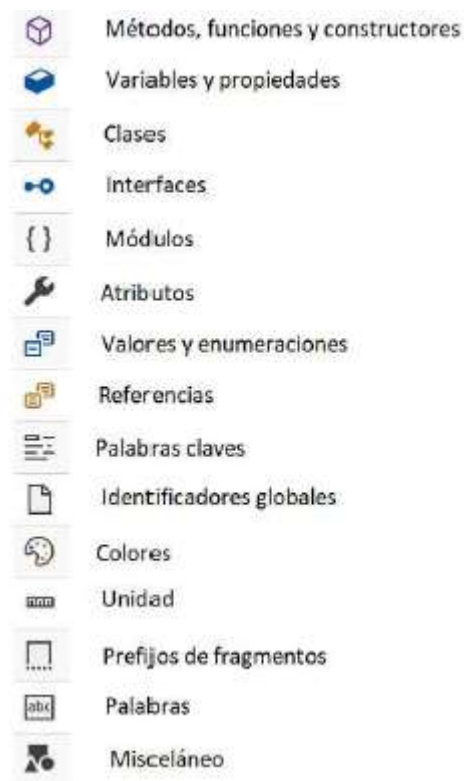 Métodos, funciones y constructores
Variables y propiedades
Clases
Interfaces
{ } Módulos
Atributos
Valores y enumeraciones
Referencias
Palabras claves
Identificadores globales
Colores
Unidad
Prefijos de fragmentos
abc Palabras
Misceláneo